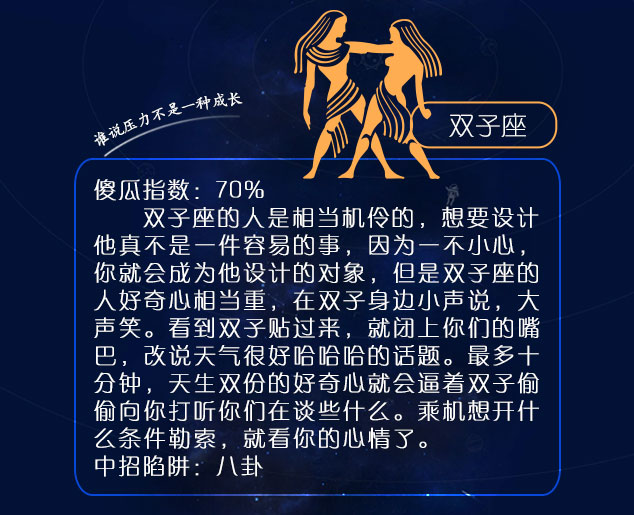 谁说压力不是一种成长
双子座
傻瓜指数：70%
双子座的人是相当机伶的，想要设计
他真不是一件容易的事，因为一不小心，
你就会成为他设计的对象，但是双子座的
人好奇心相当重，在双子身边小声说，大
声笑。看到双子贴过来，就闭上你们的嘴
巴，改说天气很好哈哈哈的话题。最多十
分钟，天生双份的好奇心就会逼着双子偷
偷向你打听你们在谈些什么。乘机想开什
么条件勒索，就看你的心情了。
中招陷阱：八卦